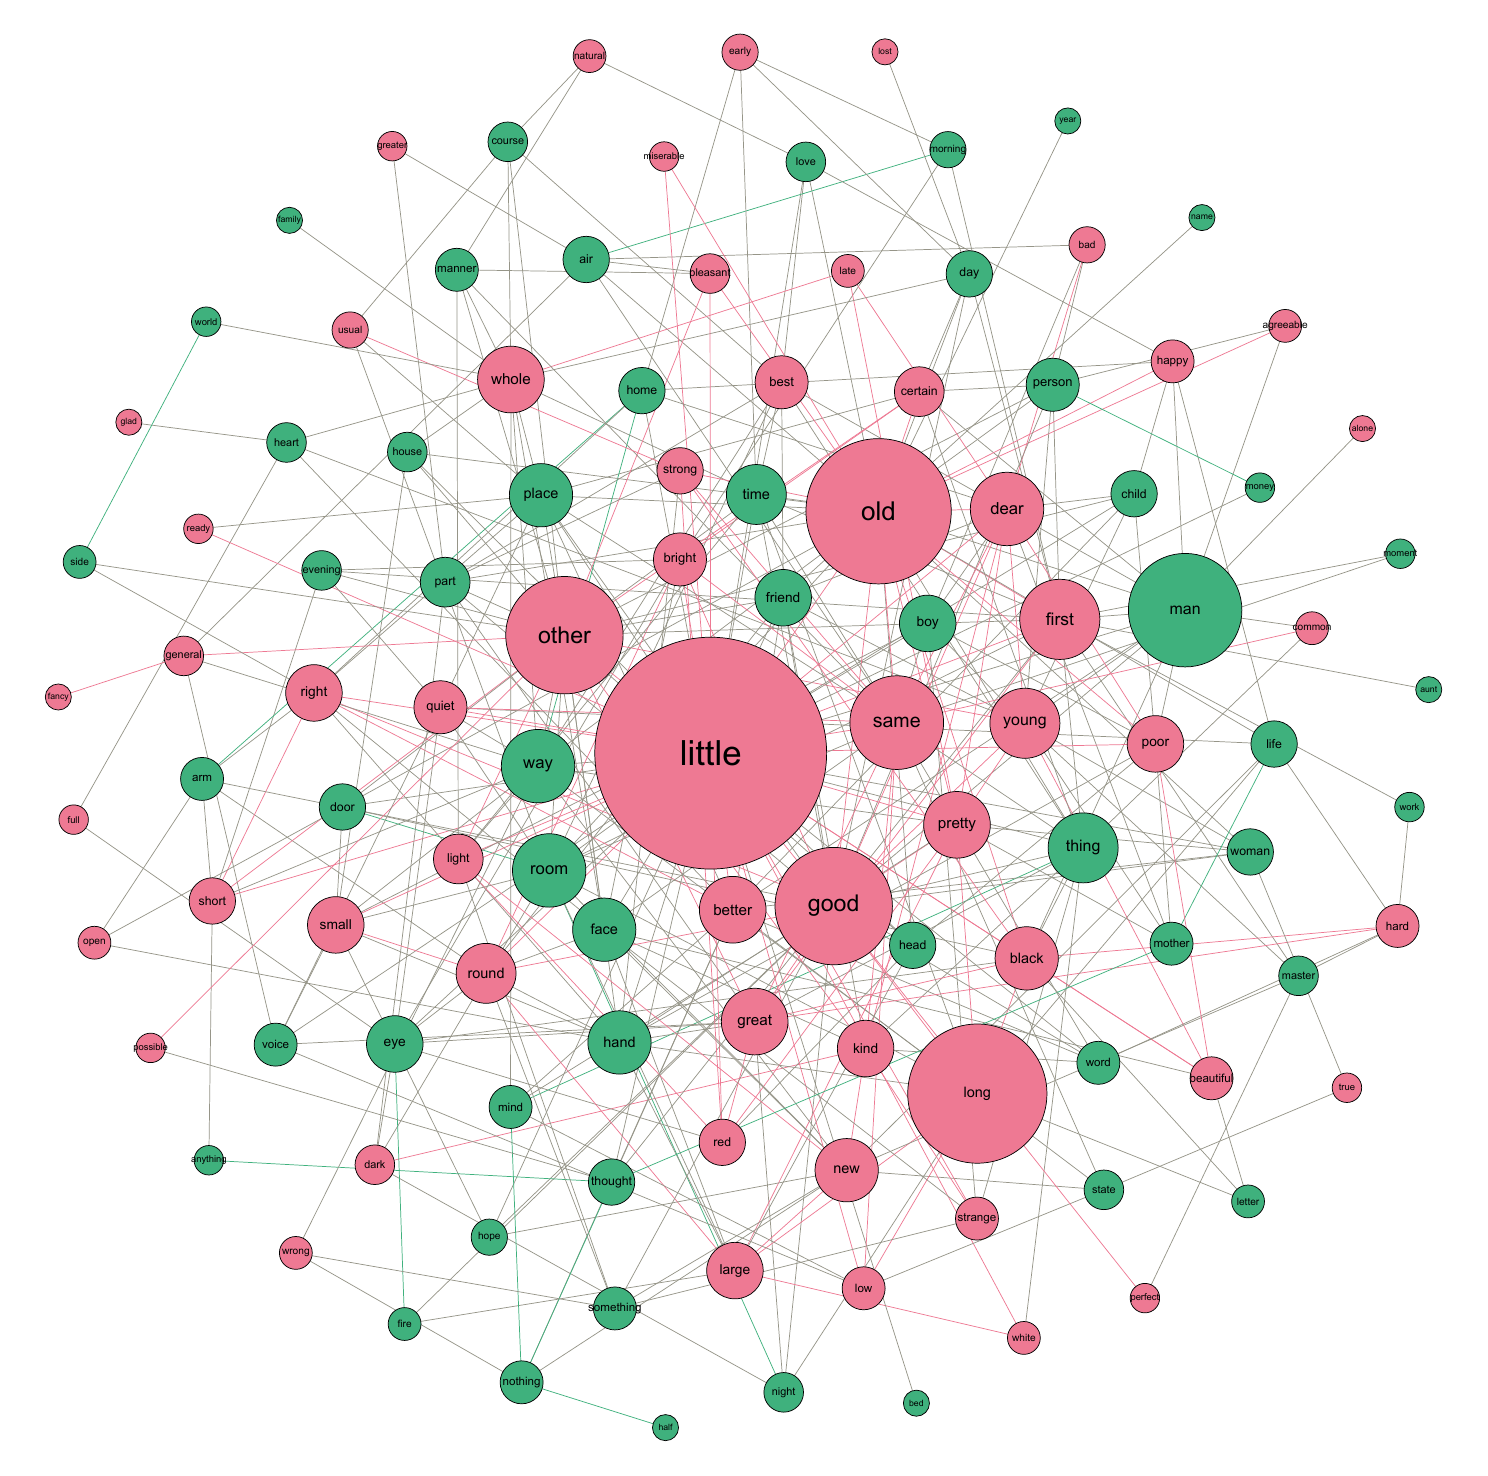 natural
early
lost
year
course
greater
miserable
love
morning
family
name
manner
air
pleasant
late
day
bad
world
usual
agreeable
whole
home
best
certain
person
happy
glad
heart
house
alone
strong
place
time
old
dear
child
money
ready
side
evening
part
bright
moment
friend
boy
first
man
other
common
general
fancy
right
quiet
aunt
same
young
poor
life
little
way
arm
door
work
full
light
pretty
thing
woman
room
short
small
better
good
face
head
mother
hard
open
round
black
master
great
hand
kind
eye
voice
possible
word
beautiful
long
true
mind
red
anything
dark
thought
new
state
letter
strange
hope
wrong
large
low
perfect
something
fire
white
nothing
night
bed
half